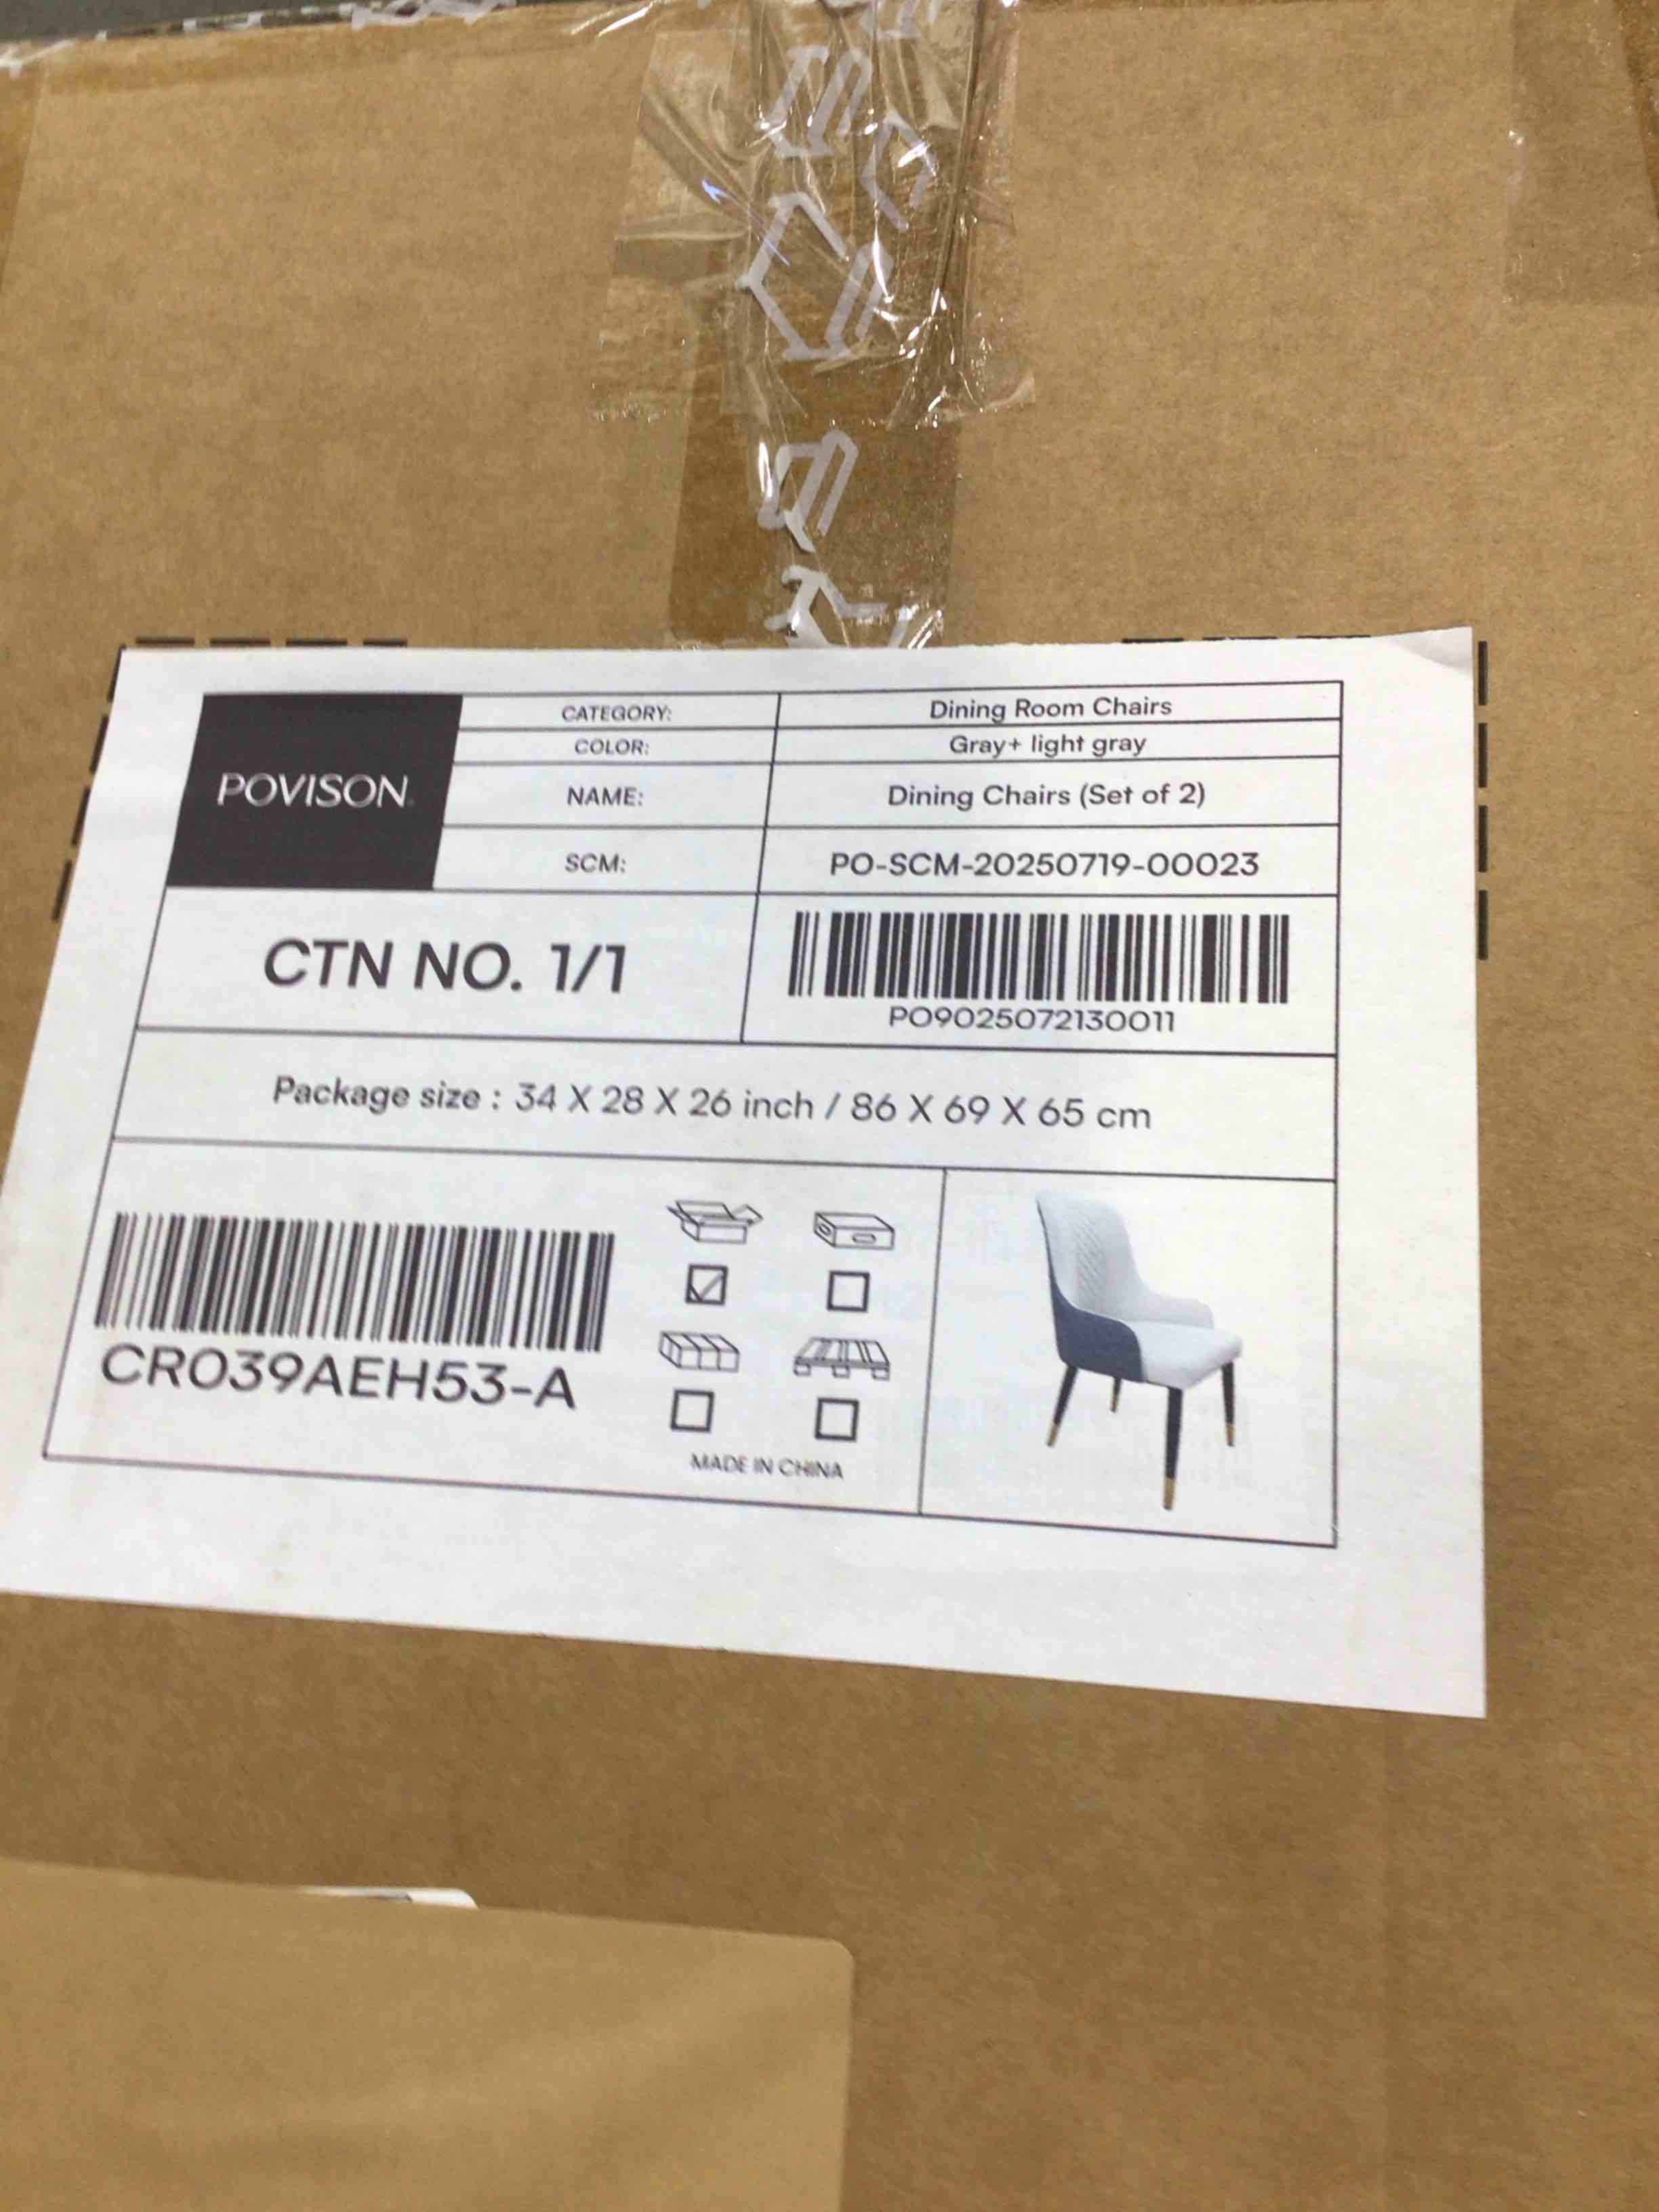 POVISON
CATEGORY: Dining Room Chairs
COLOR: Gray+ light gray
NAME: Dining Chairs (Set of 2)
SCM: PO-SCM-20250719-00023
CTN NO. 1/1
PO9025072130011
Package size : 34 X 28 X 26 inch / 86 X 69 X 65 cm
CR039AEH53-A
MADE IN CHINA